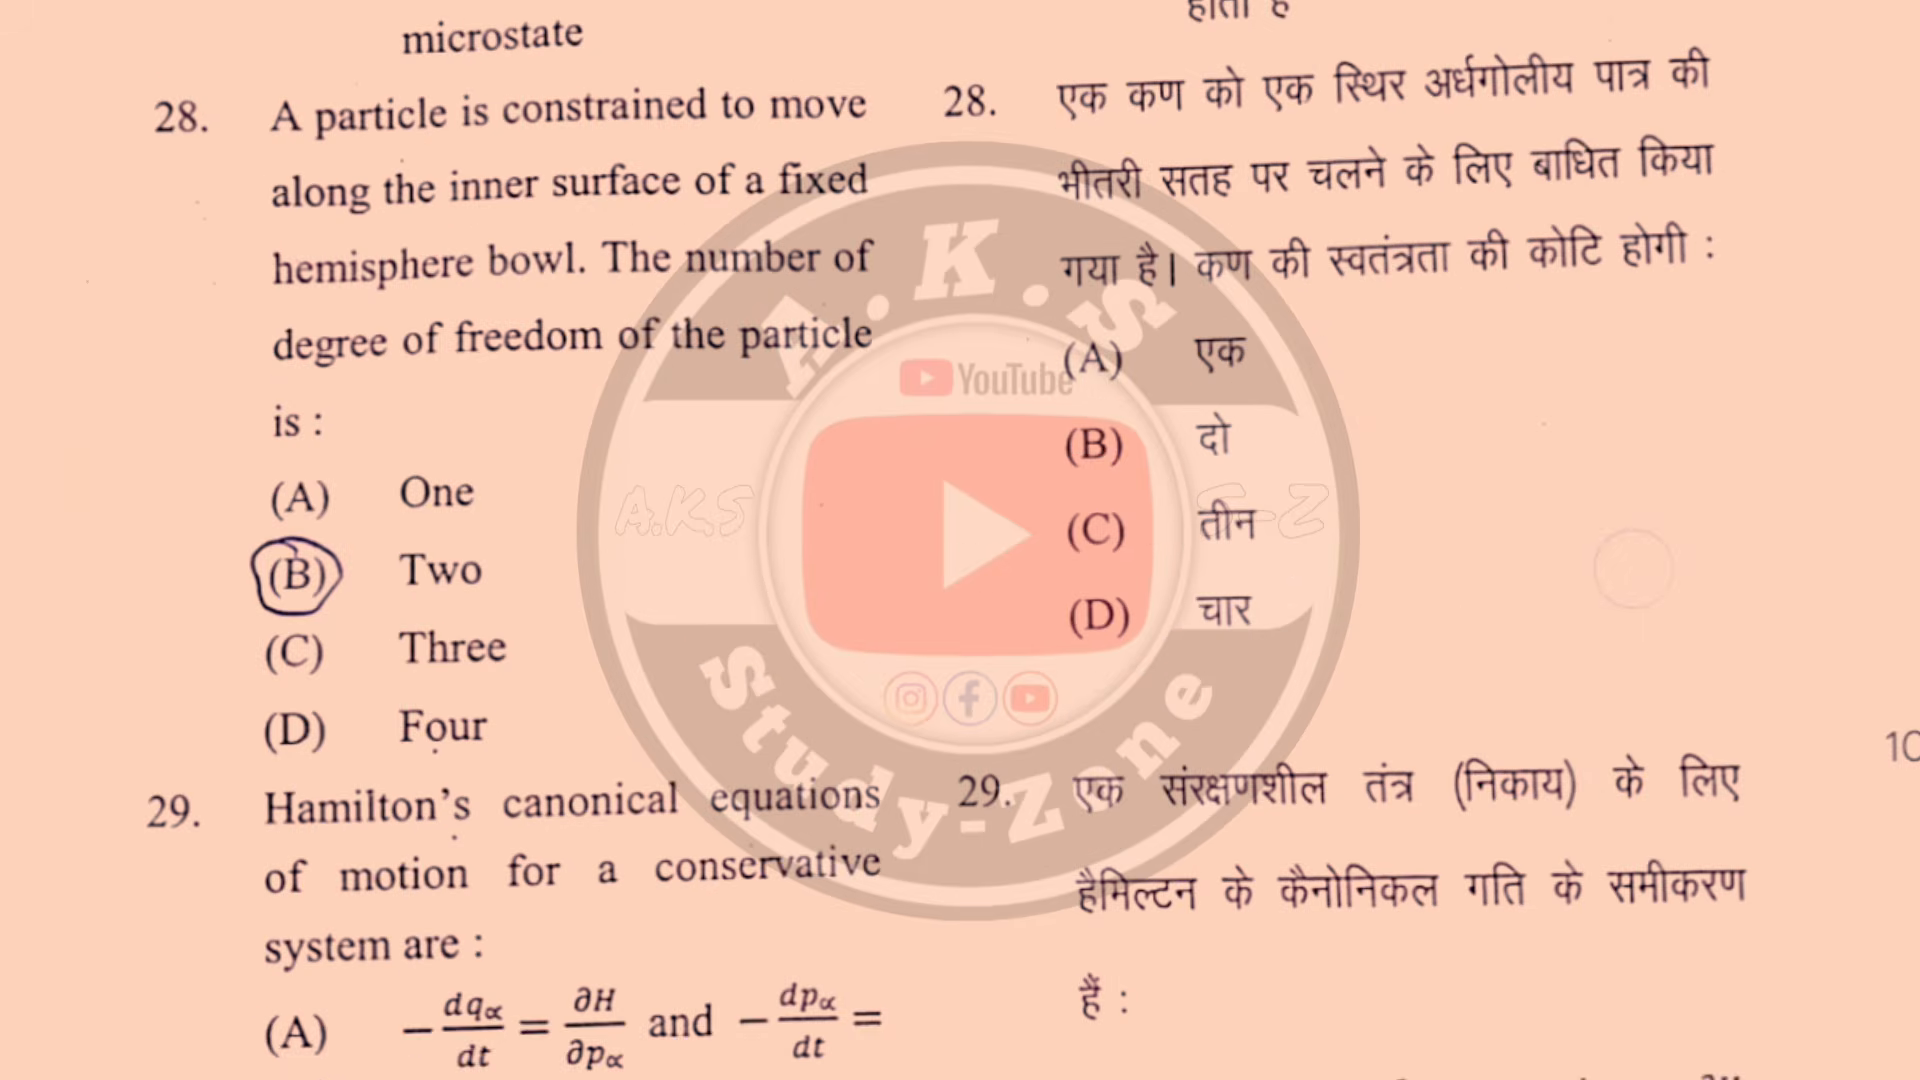 microstate
28. A particle is constrained to move
along the inner surface of a fixed
hemisphere bowl. The number of
degree of freedom of the particle
is :
(A) One
(B) Two
(C) Three
(D) Four
29. Hamilton's canonical equations
of motion for a conservative
system are :
(A) −dqα/dt = ∂H/∂pα and −dpα/dt =
होता है
28. एक कण को एक स्थिर अर्धगोलीय पात्र की
भीतरी सतह पर चलने के लिए बाधित किया
गया है। कण की स्वतंत्रता की कोटि होगी :
(A) एक
(B) दो
(C) तीन
(D) चार
29. एक संरक्षणशील तंत्र (निकाय) के लिए
हैमिल्टन के कैनोनिकल गति के समीकरण
हैं :
10
A.K.S
YouTube
A.K.S S-Z
Study-Zone